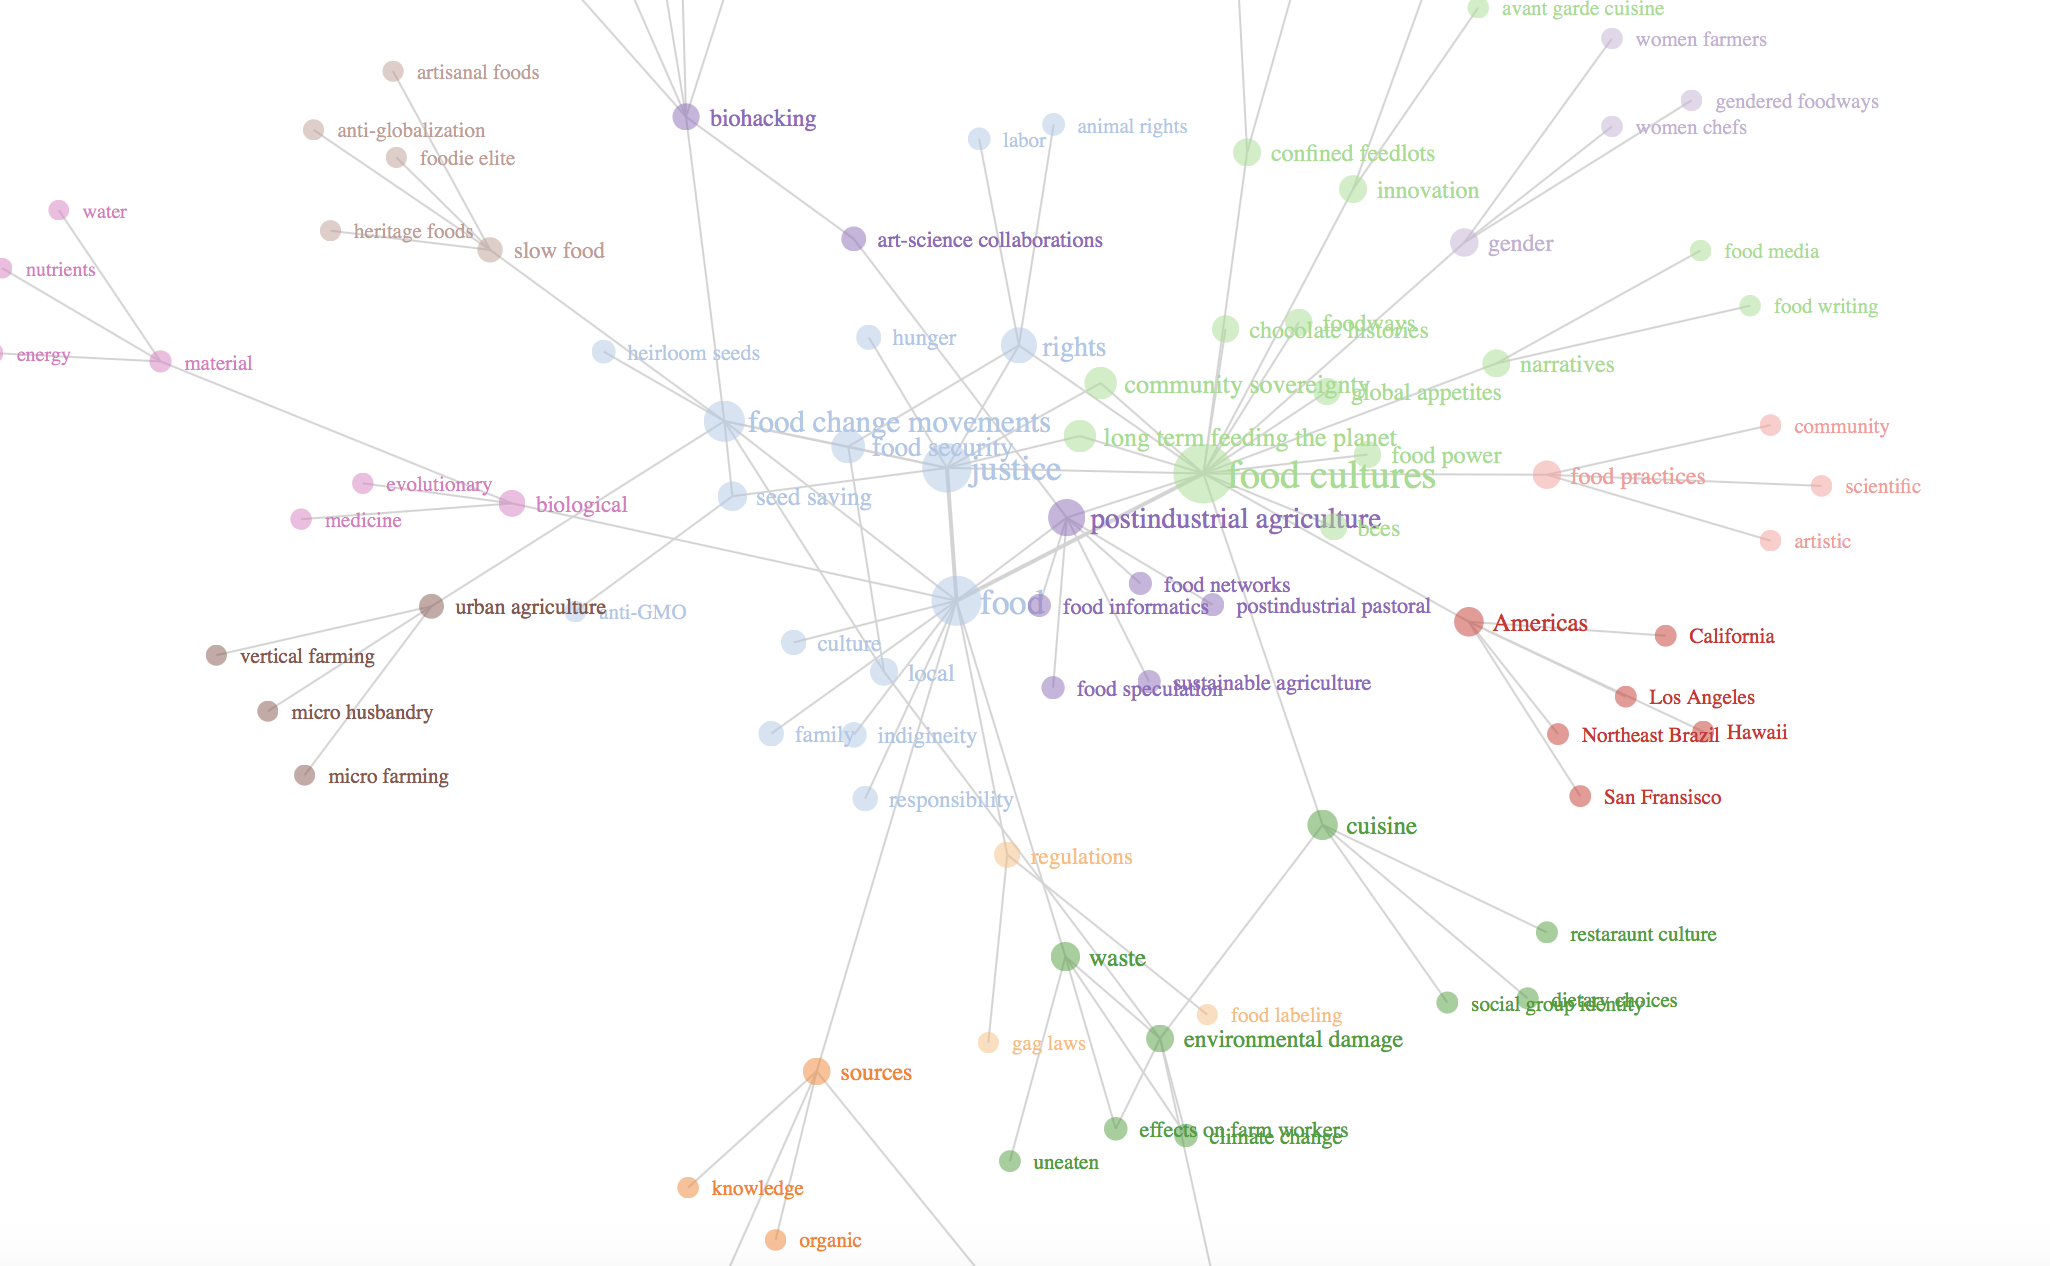 avant garde cuisine
women farmers
artisanal foods
gendered foodways
biohacking
anti-globalization
labor
animal rights
women chefs
foodie elite
confined feedlots
innovation
water
heritage foods
slow food
art-science collaborations
gender
food media
nutrients
food writing
hunger
foodways
chocolate histories
energy
material
heirloom seeds
rights
narratives
community sovereignty
global appetites
food change movements
food security
long term feeding the planet
community
justice
food cultures
food power
food practices
evolutionary
scientific
biological
seed saving
medicine
postindustrial agriculture
bees
artistic
food networks
urban agriculture
anti-GMO
food
food informatics
postindustrial pastoral
Americas
California
culture
vertical farming
local
food speculation
sustainable agriculture
Los Angeles
micro husbandry
family
indigineity
Northeast Brazil
Hawaii
micro farming
responsibility
San Fransisco
cuisine
regulations
restaraunt culture
waste
social group identity
dietary choices
food labeling
gag laws
environmental damage
sources
effects on farm workers
climate change
uneaten
knowledge
organic